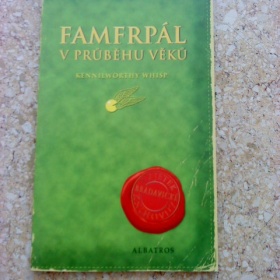 FAMFRPÁL
V PRŮBĚHU VĚKŮ
KENNILWORTHY WHISP
ALBATROS